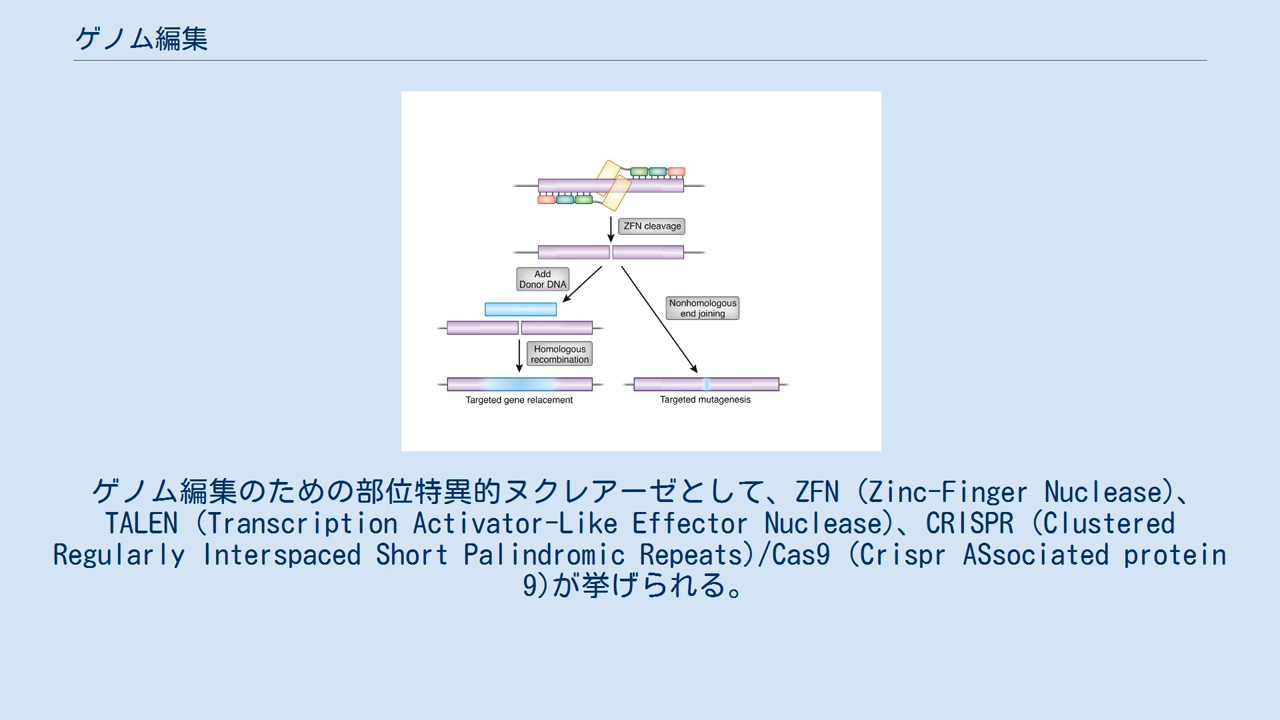 ゲノム編集
ZFN cleavage
Add
Donor DNA
Nonhomologous
end joining
Homologous
recombination
Targeted gene relacement
Targeted mutagenesis
ゲノム編集のための部位特異的ヌクレアーゼとして、ZFN (Zinc-Finger Nuclease)、
TALEN (Transcription Activator-Like Effector Nuclease)、CRISPR (Clustered
Regularly Interspaced Short Palindromic Repeats)/Cas9 (Crispr ASsociated protein
9)が挙げられる。